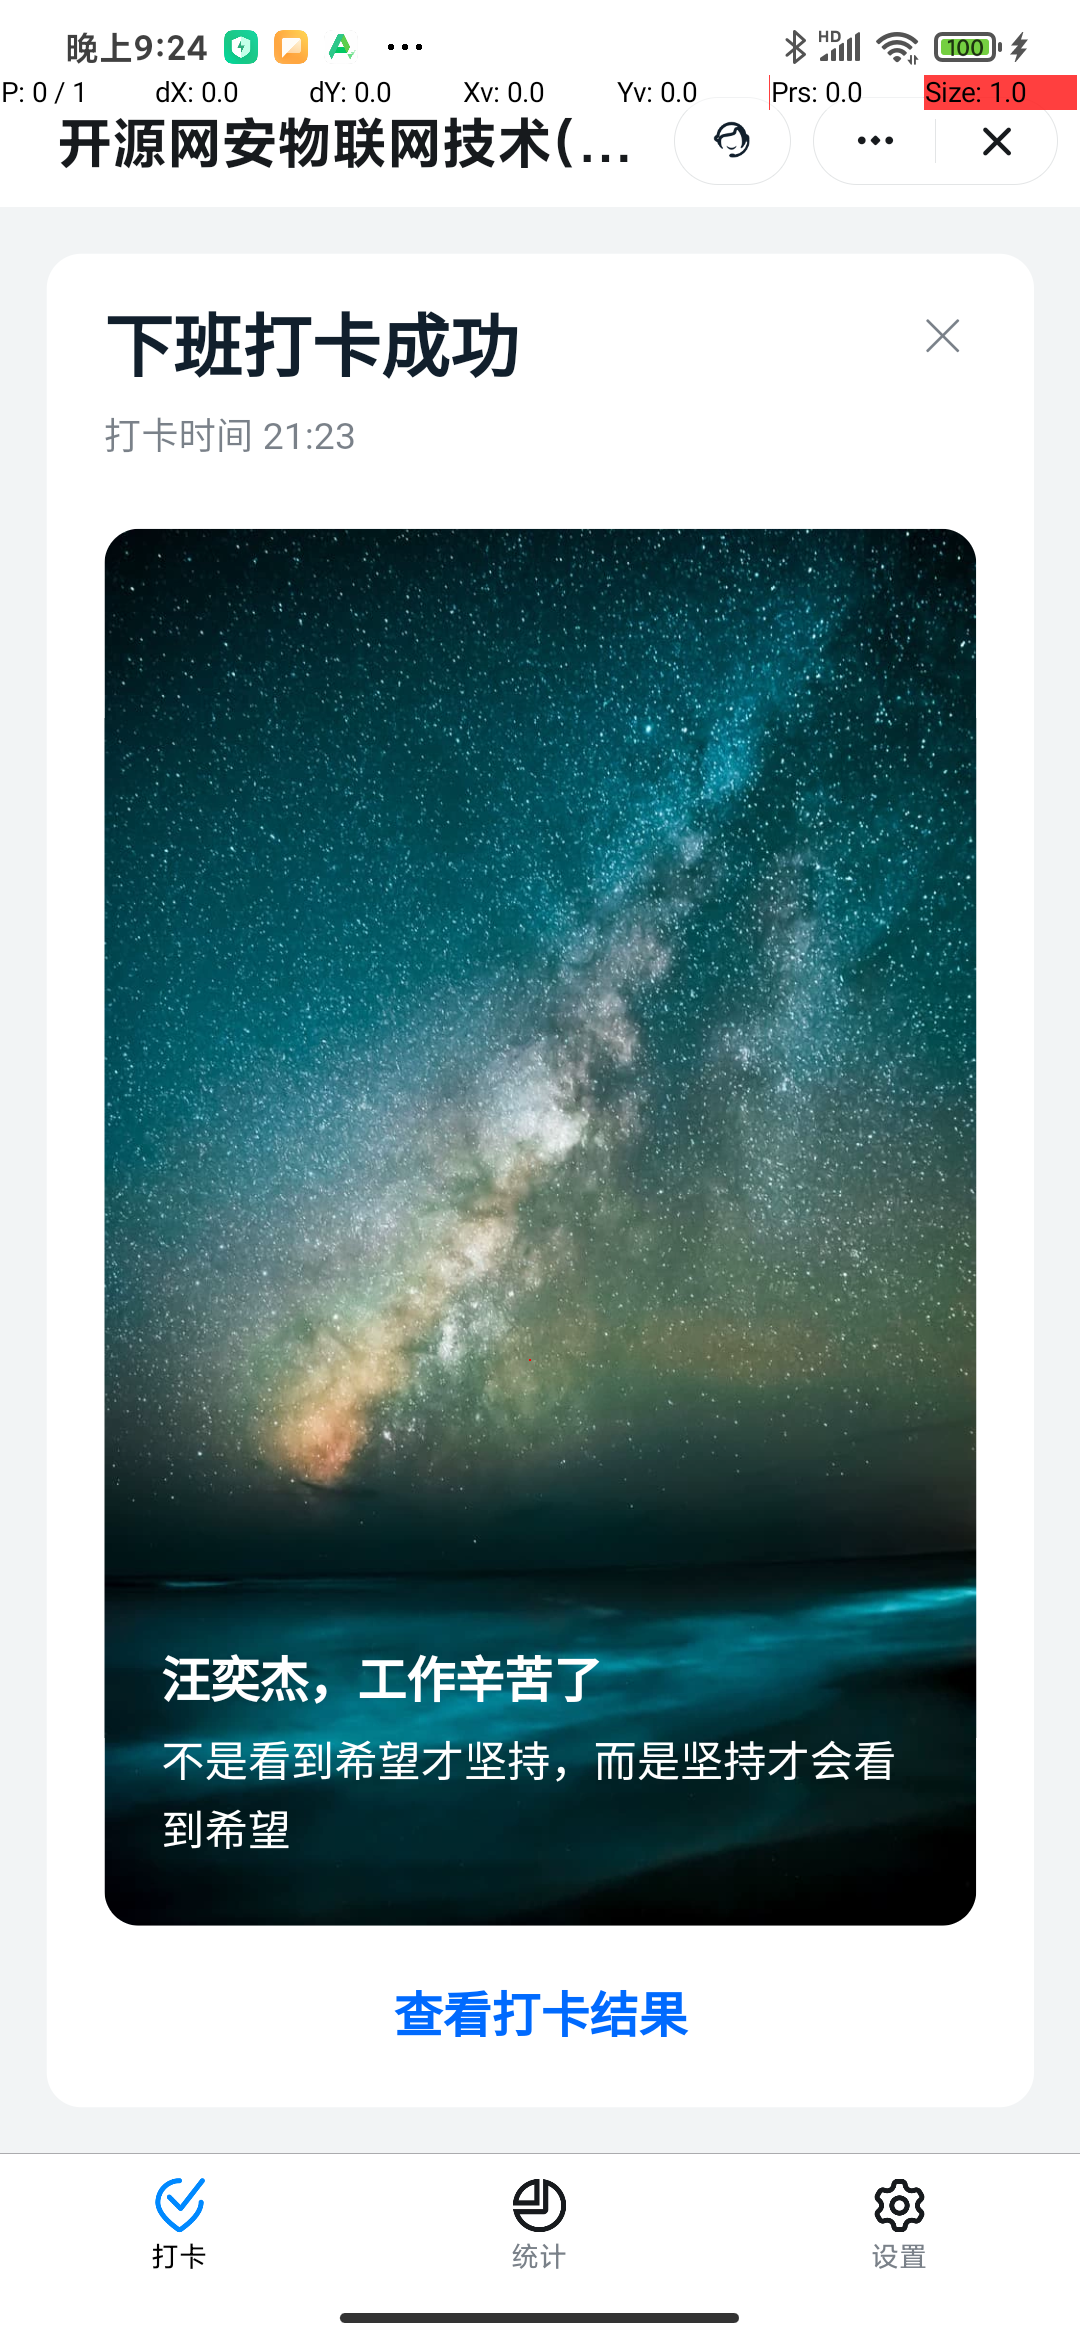 晚上9:24
HD
100
P: 0 / 1 dX: 0.0 dY: 0.0 Xv: 0.0 Yv: 0.0 Prs: 0.0 Size: 1.0
开源网安物联网技术(...
下班打卡成功
打卡时间 21:23
汪奕杰，工作辛苦了
不是看到希望才坚持，而是坚持才会看
到希望
查看打卡结果
打卡 统计 设置